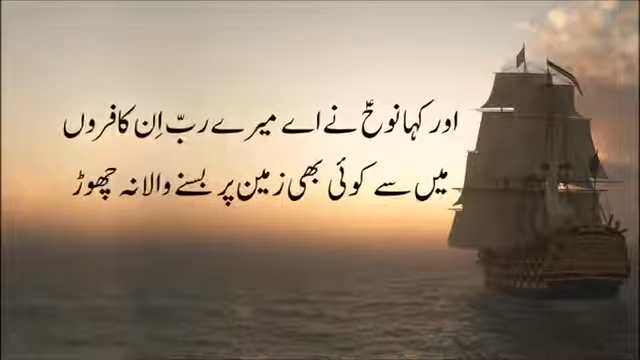 اور کہا نوحؑ نے اے میرے ربّ اِن کافروں
میں سے کوئی بھی زمین پر بسنے والا نہ چھوڑ